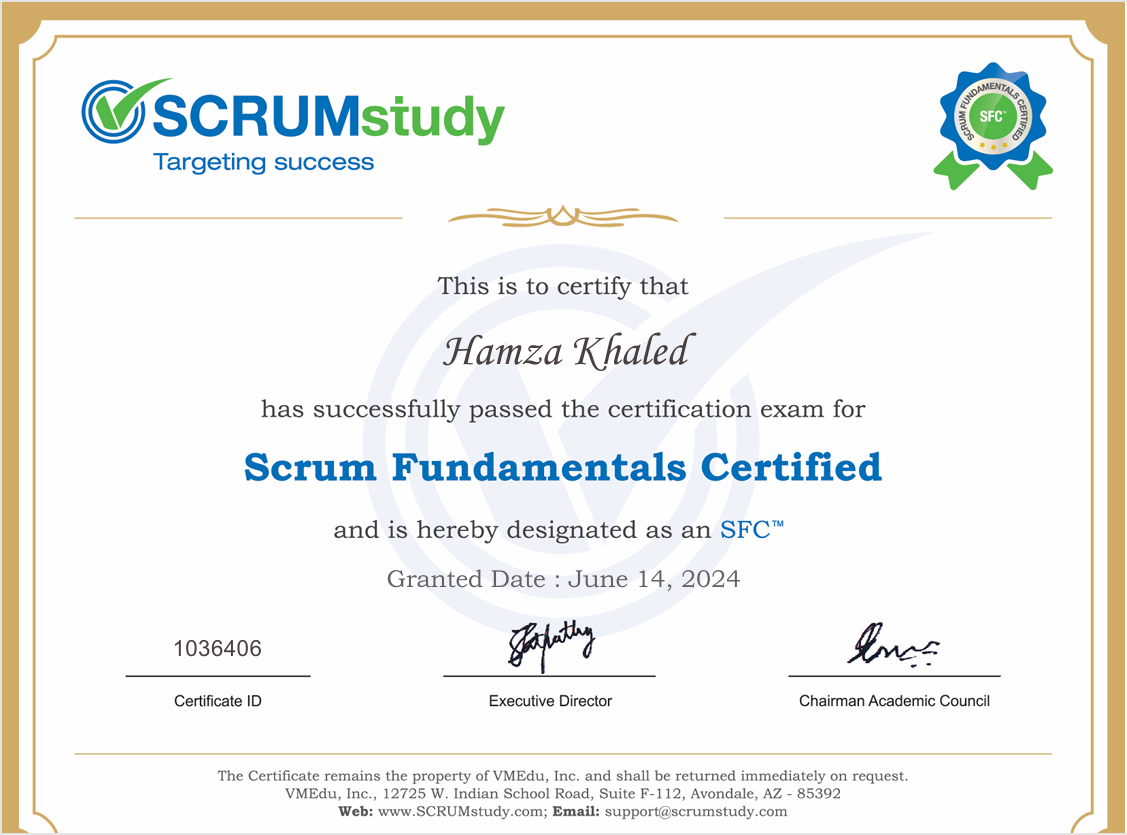 SCRUMstudy
Targeting success
SCRUM FUNDAMENTALS CERTIFIED
SFC
This is to certify that
Hamza Khaled
has successfully passed the certification exam for
Scrum Fundamentals Certified
and is hereby designated as an SFC™
Granted Date : June 14, 2024
1036406
Certificate ID
Executive Director
Chairman Academic Council
The Certificate remains the property of VMEdu, Inc. and shall be returned immediately on request.
VMEdu, Inc., 12725 W. Indian School Road, Suite F-112, Avondale, AZ - 85392
Web: www.SCRUMstudy.com; Email: support@scrumstudy.com